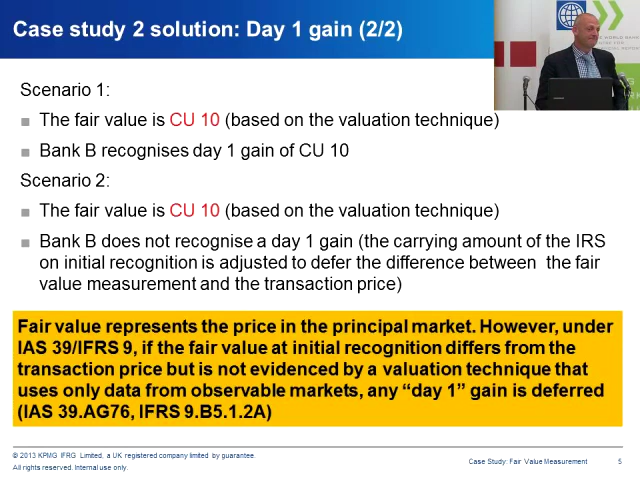 Case study 2 solution: Day 1 gain (2/2)
Scenario 1:
■ The fair value is CU 10 (based on the valuation technique)
■ Bank B recognises day 1 gain of CU 10
Scenario 2:
■ The fair value is CU 10 (based on the valuation technique)
■ Bank B does not recognise a day 1 gain (the carrying amount of the IRS
on initial recognition is adjusted to defer the difference between the fair
value measurement and the transaction price)
Fair value represents the price in the principal market. However, under
IAS 39/IFRS 9, if the fair value at initial recognition differs from the
transaction price but is not evidenced by a valuation technique that
uses only data from observable markets, any “day 1” gain is deferred
(IAS 39.AG76, IFRS 9.B5.1.2A)
© 2013 KPMG IFRG Limited, a UK registered company limited by guarantee.
All rights reserved. Internal use only.
Case Study: Fair Value Measurement 5